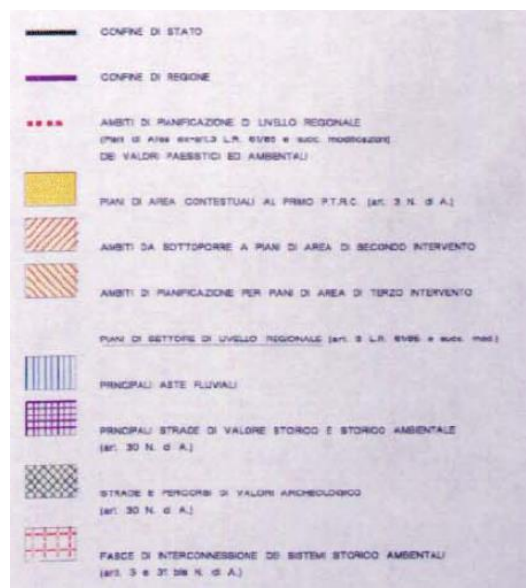 CONFINE DI STATO
CONFINE DI REGIONE
AMBITI DI PIANIFICAZIONE DI LIVELLO REGIONALE
(Piani di Area ex-art.3 L.R. 61/85 e succ. modificazioni)
DEI VALORI PAESISTICI ED AMBIENTALI
PIANI DI AREA CONTESTUALI AL PRIMO P.T.R.C. (art. 3 N. di A.)
AMBITI DA SOTTOPORRE A PIANI DI AREA DI SECONDO INTERVENTO
AMBITI DI PIANIFICAZIONE PER PIANI DI AREA DI TERZO INTERVENTO
PIANI DI SETTORE DI LIVELLO REGIONALE (art. 3 L.R. 61/85 e succ. mod.)
PRINCIPALI ASTE FLUVIALI
PRINCIPALI STRADE DI VALORE STORICO E STORICO AMBIENTALE
(art. 30 N. di A.)
STRADE E PERCORSI DI VALORE ARCHEOLOGICO
(art. 30 N. di A.)
FASCE DI INTERCONNESSIONE DEI SISTEMI STORICO AMBIENTALI
(artt. 3 e 31 bis N. di A.)